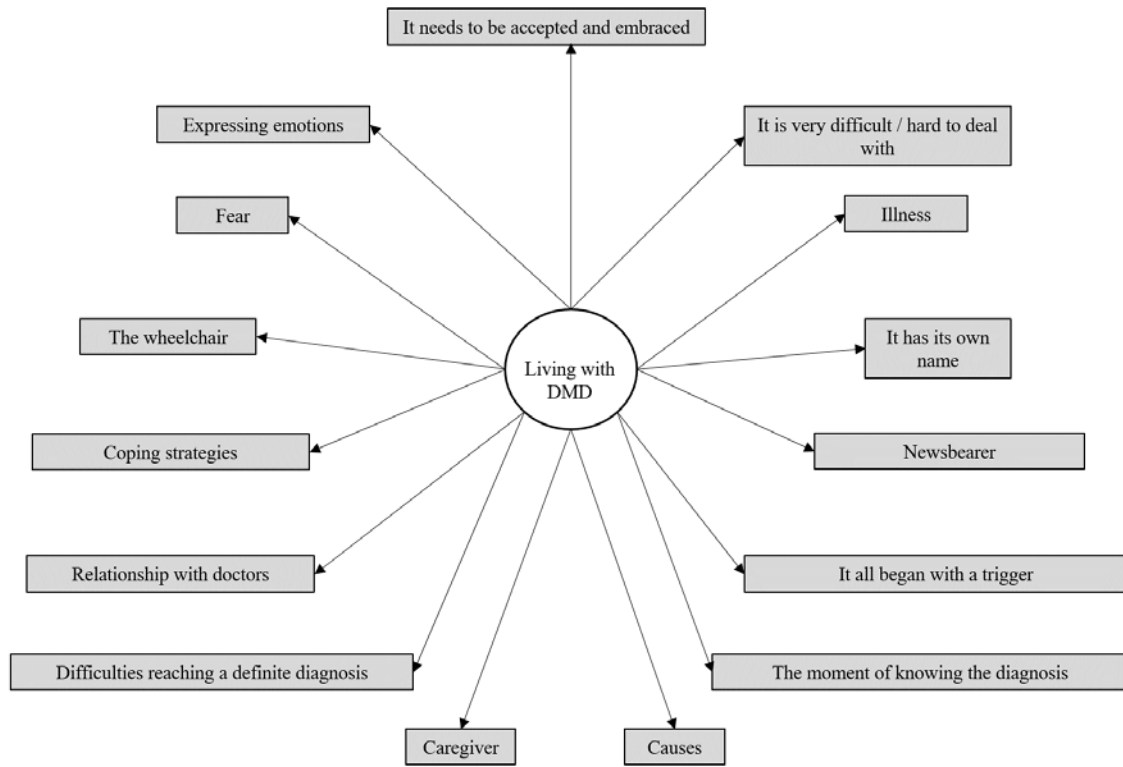 It needs to be accepted and embraced
Expressing emotions
It is very difficult / hard to deal
with
Fear
Illness
The wheelchair
It has its own
name
Living with
DMD
Coping strategies
Newsbearer
Relationship with doctors
It all began with a trigger
Difficulties reaching a definite diagnosis
The moment of knowing the diagnosis
Caregiver
Causes